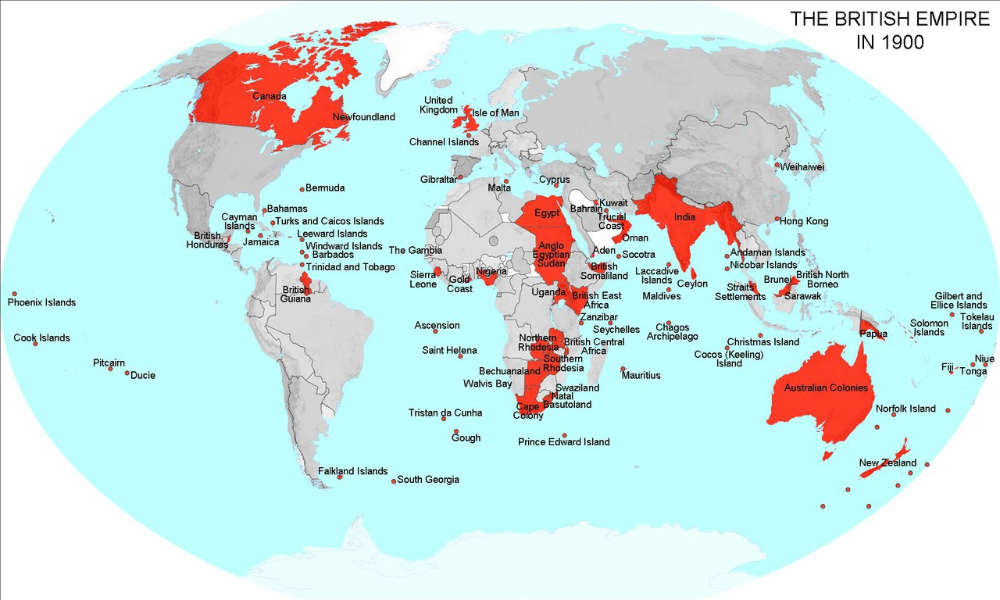 THE BRITISH EMPIRE
IN 1900
Canada
Newfoundland
United
Kingdom
Isle of Man
Channel Islands
Gibraltar
Malta
Cyprus
Weihaiwei
Bermuda
Bahamas
Cayman
Islands
Turks and Caicos Islands
British
Honduras
Jamaica
Leeward Islands
Windward Islands
Barbados
Trinidad and Tobago
British
Guiana
The Gambia
Sierra
Leone
Gold
Coast
Nigeria
Egypt
Anglo
Egyptian
Sudan
Kuwait
Bahrain
Trucial
Coast
Oman
Aden
Socotra
British
Somaliland
India
Hong Kong
Andaman Islands
Nicobar Islands
Laccadive
Islands
Ceylon
Maldives
Straits
Settlements
Brunei
British North
Borneo
Sarawak
Uganda
British East
Africa
Zanzibar
Seychelles
Chagos
Archipelago
Christmas Island
Cocos (Keeling)
Island
Phoenix Islands
Cook Islands
Pitcairn
Ducie
Ascension
Saint Helena
Northern
Rhodesia
British Central
Africa
Southern
Rhodesia
Bechuanaland
Walvis Bay
Mauritius
Swaziland
Natal
Basutoland
Cape
Colony
Tristan da Cunha
Gough
Prince Edward Island
Falkland Islands
South Georgia
Papua
Gilbert and
Ellice Islands
Solomon
Islands
Tokelau
Islands
Fiji
Niue
Tonga
Australian Colonies
Norfolk Island
New Zealand